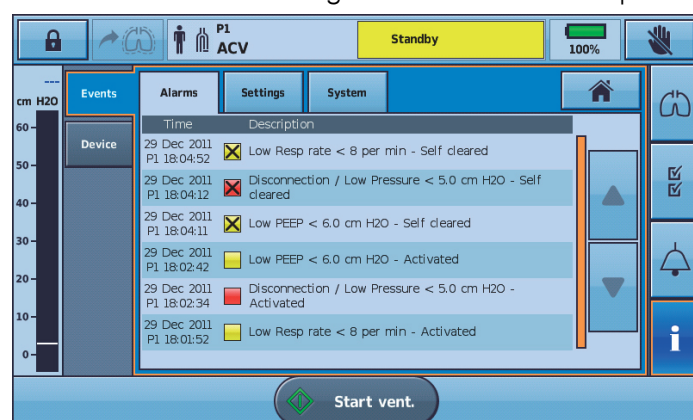 P1
ACV
Standby
100%
---
cm H2O
60
50
40
30
20
10
0
Events
Device
Alarms
Settings
System
Time Description
29 Dec 2011
P1 18:04:52
Low Resp rate < 8 per min - Self cleared
29 Dec 2011
P1 18:04:12
Disconnection / Low Pressure < 5.0 cm H2O - Self
cleared
29 Dec 2011
P1 18:04:11
Low PEEP < 6.0 cm H2O - Self cleared
29 Dec 2011
P1 18:02:42
Low PEEP < 6.0 cm H2O - Activated
29 Dec 2011
P1 18:02:34
Disconnection / Low Pressure < 5.0 cm H2O -
Activated
29 Dec 2011
P1 18:01:52
Low Resp rate < 8 per min - Activated
i
Start vent.